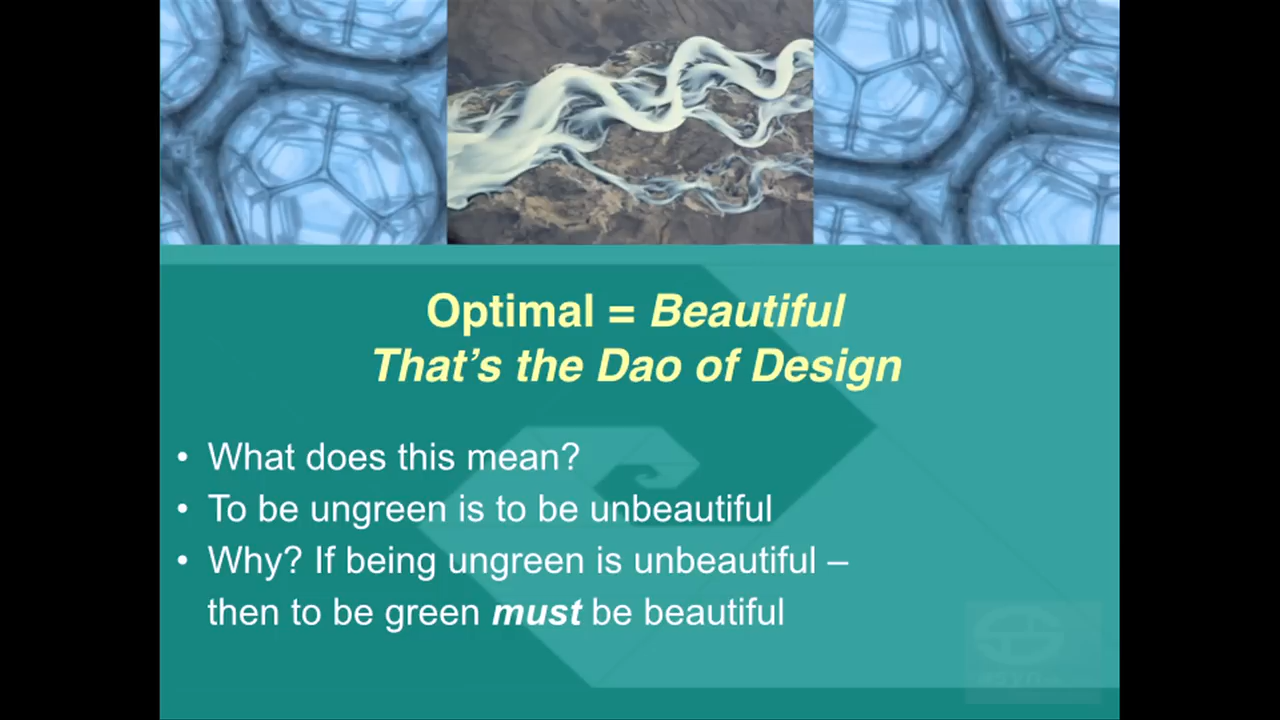 Optimal = Beautiful
That's the Dao of Design
• What does this mean?
• To be ungreen is to be unbeautiful
• Why? If being ungreen is unbeautiful –
then to be green must be beautiful